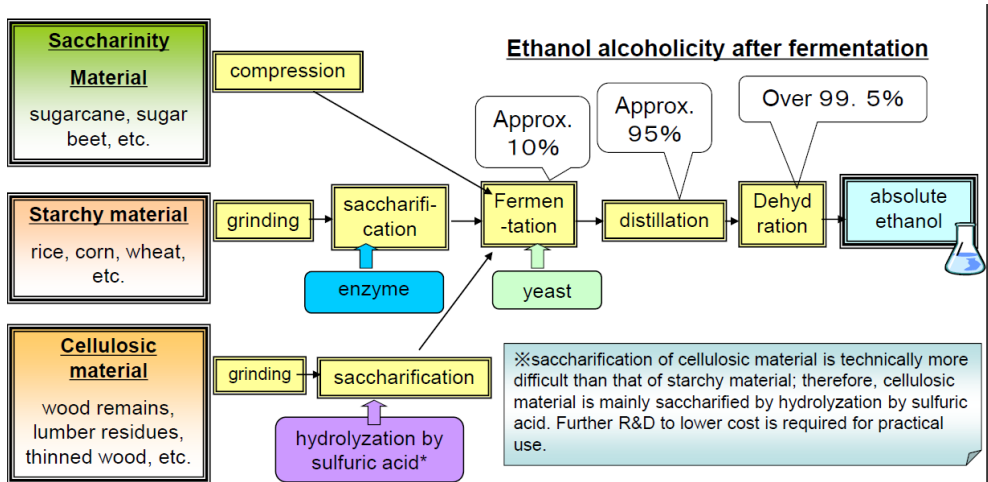 Saccharinity
Material
sugarcane, sugar
beet, etc.
compression
Ethanol alcoholicity after fermentation
Approx.
10%
Approx.
95%
Over 99. 5%
Starchy material
rice, corn, wheat,
etc.
grinding
saccharifi-
cation
enzyme
Fermen
-tation
yeast
distillation
Dehyd
ration
absolute
ethanol
Cellulosic
material
wood remains,
lumber residues,
thinned wood, etc.
grinding
saccharification
hydrolyzation by
sulfuric acid*
※saccharification of cellulosic material is technically more
difficult than that of starchy material; therefore, cellulosic
material is mainly saccharified by hydrolyzation by sulfuric
acid. Further R&D to lower cost is required for practical
use.